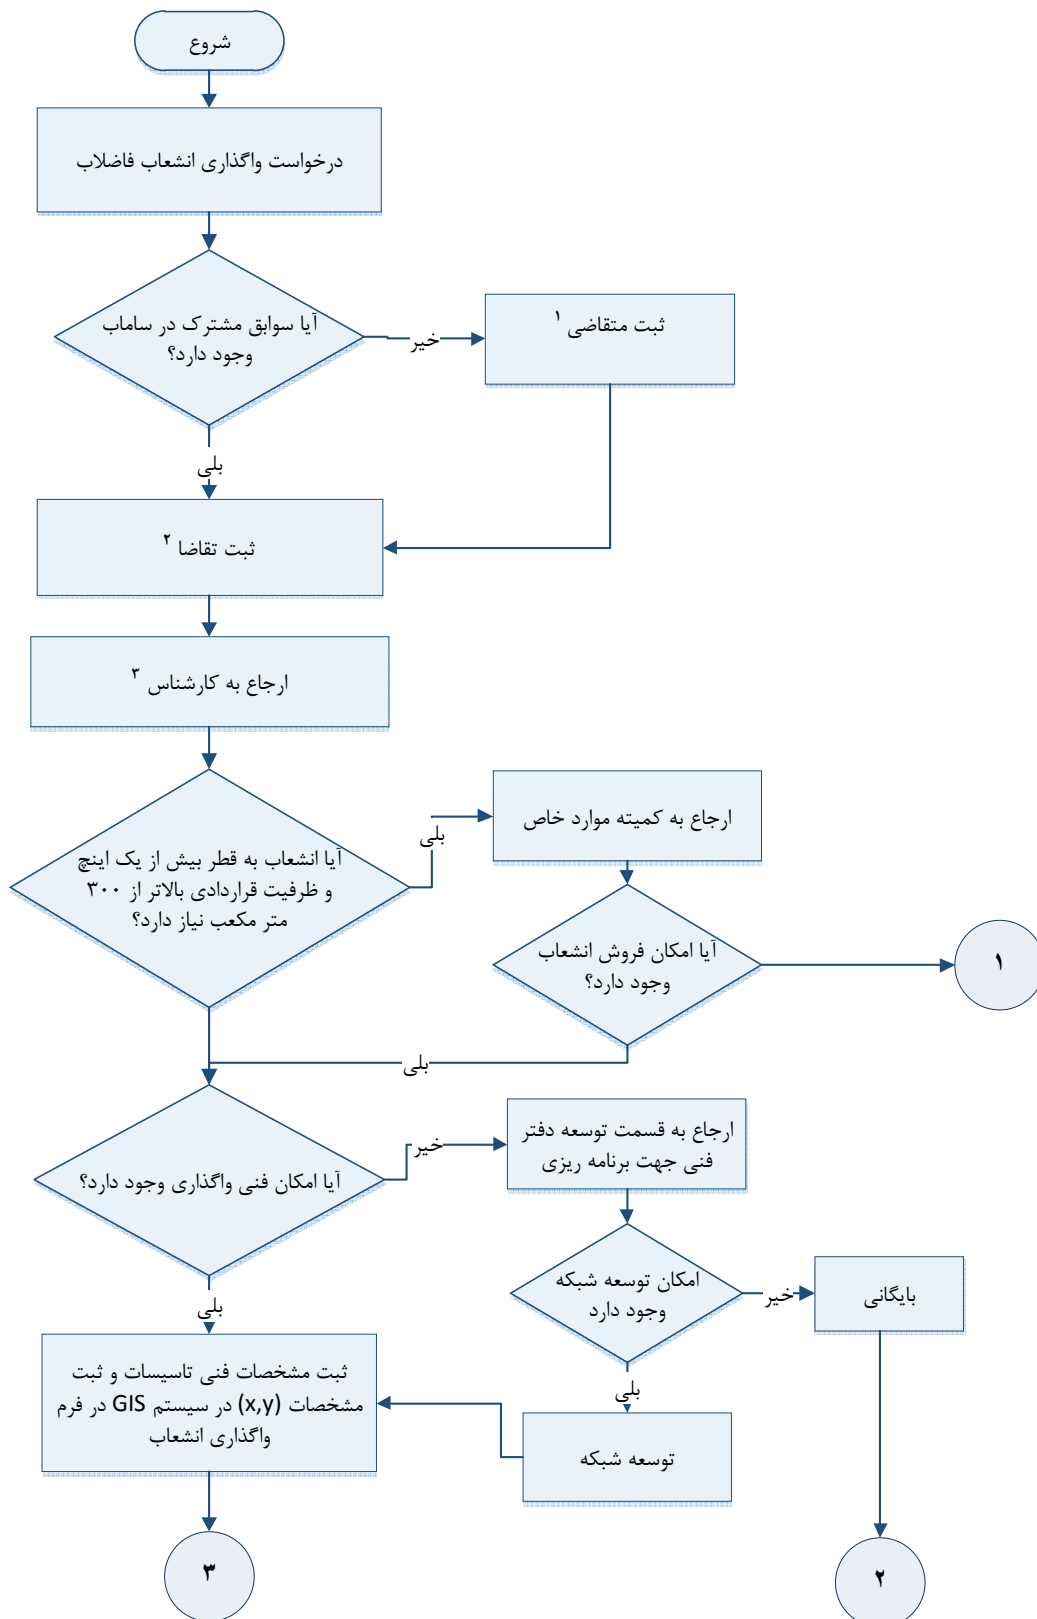 شروع
درخواست واگذاری انشعاب فاضلاب
آیا سوابق مشترک در ساماب
وجود دارد؟
خیر
ثبت متقاضی ۱
بلی
ثبت تقاضا ۲
ارجاع به کارشناس ۳
آیا انشعاب به قطر بیش از یک اینچ
و ظرفیت قراردادی بالاتر از ۳۰۰
متر مکعب نیاز دارد؟
بلی
ارجاع به کمیته موارد خاص
آیا امکان فروش انشعاب
وجود دارد؟
۱
بلی
آیا امکان فنی واگذاری وجود دارد؟
خیر
ارجاع به قسمت توسعه دفتر
فنی جهت برنامه ریزی
امکان توسعه شبکه
وجود دارد
خیر
بایگانی
بلی
بلی
ثبت مشخصات فنی تاسیسات و ثبت
مشخصات (x,y) در سیستم GIS در فرم
واگذاری انشعاب
توسعه شبکه
۳
۲